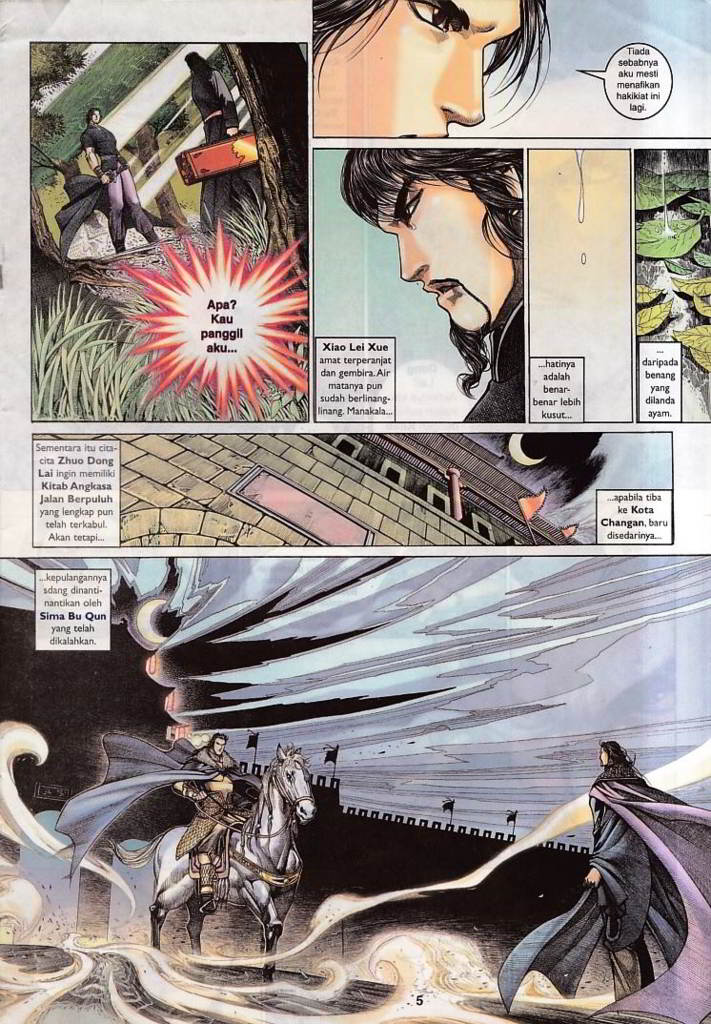 Tiada
sebabnya
aku mesti
menafikan
hakikiat ini
lagi.
Apa?
Kau
panggil
aku...
Xiao Lei Xue
amat terperanjat
dan gembira. Air
matanya pun
sudah berlinang-
linang. Manakala...
...hatinya
adalah
benar-
benar lebih
kusut...
...
daripada
benang
yang
dilanda
ayam.
Sementara itu cita-
cita Zhuo Dong
Lai ingin memiliki
Kitab Angkasa
Jalan Berpuluh
yang lengkap pun
telah terkabul.
Akan tetapi...
...apabila tiba
ke Kota
Changan, baru
disedarinya...
...kepulangannya
sdang dinanti-
nantikan oleh
Sima Bu Qun
yang telah
dikalahkan.
5